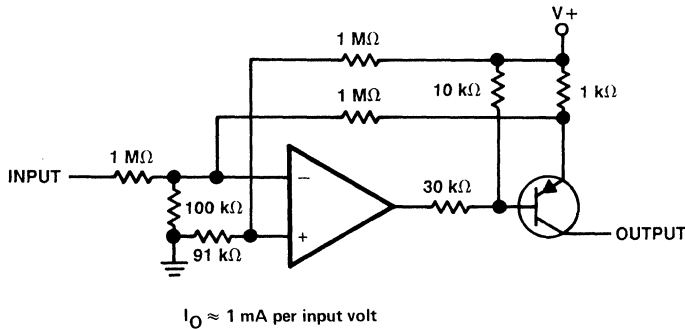 V+
1 MΩ
10 kΩ
1 kΩ
1 MΩ
INPUT
1 MΩ
−
30 kΩ
100 kΩ
+
91 kΩ
OUTPUT
IO ≈ 1 mA per input volt